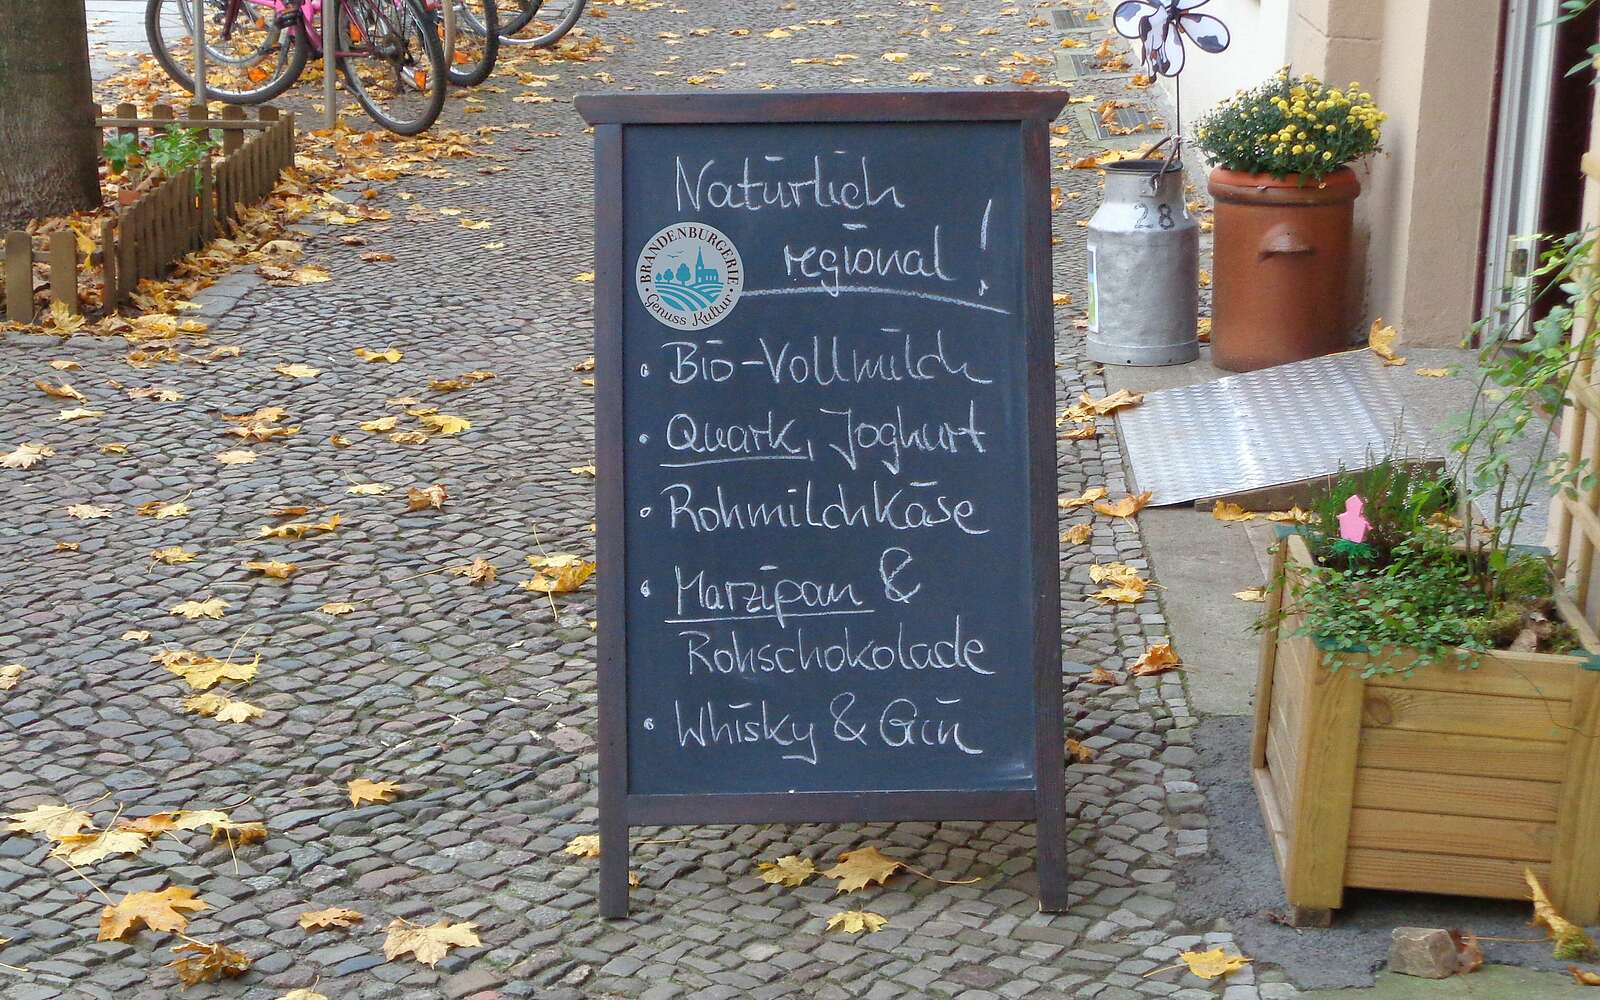 Natürlich
regional!
BRANDENBURGERIE
Genuss Kultur
• Bio-Vollmilch
• Quark, Joghurt
• Rohmilchkäse
• Marzipan &
Rohschokolade
• Whisky & Gin
28